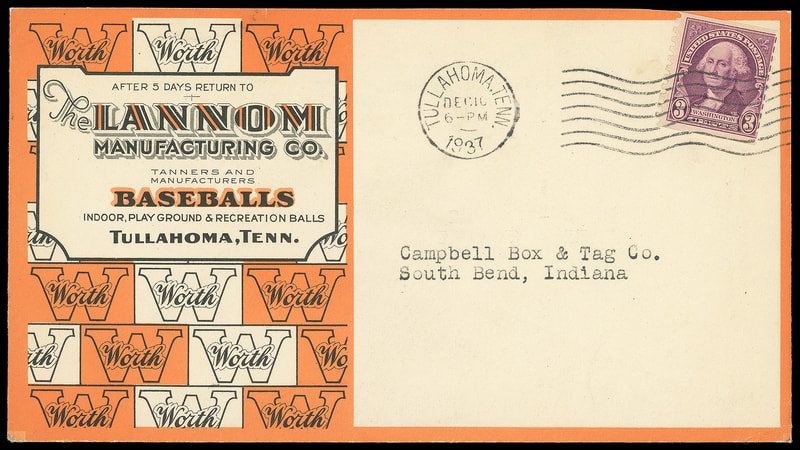 Worth Worth Worth
AFTER 5 DAYS RETURN TO
The LANNOM
MANUFACTURING CO.
TANNERS AND
MANUFACTURERS
BASEBALLS
INDOOR, PLAY GROUND & RECREATION BALLS
TULLAHOMA, TENN.
Worth Worth Worth
Worth Worth
Worth Worth Worth
TULLAHOMA, TENN.
DEC 16
6-PM
1937
UNITED STATES POSTAGE
3 WASHINGTON 3
Campbell Box & Tag Co.
South Bend, Indiana